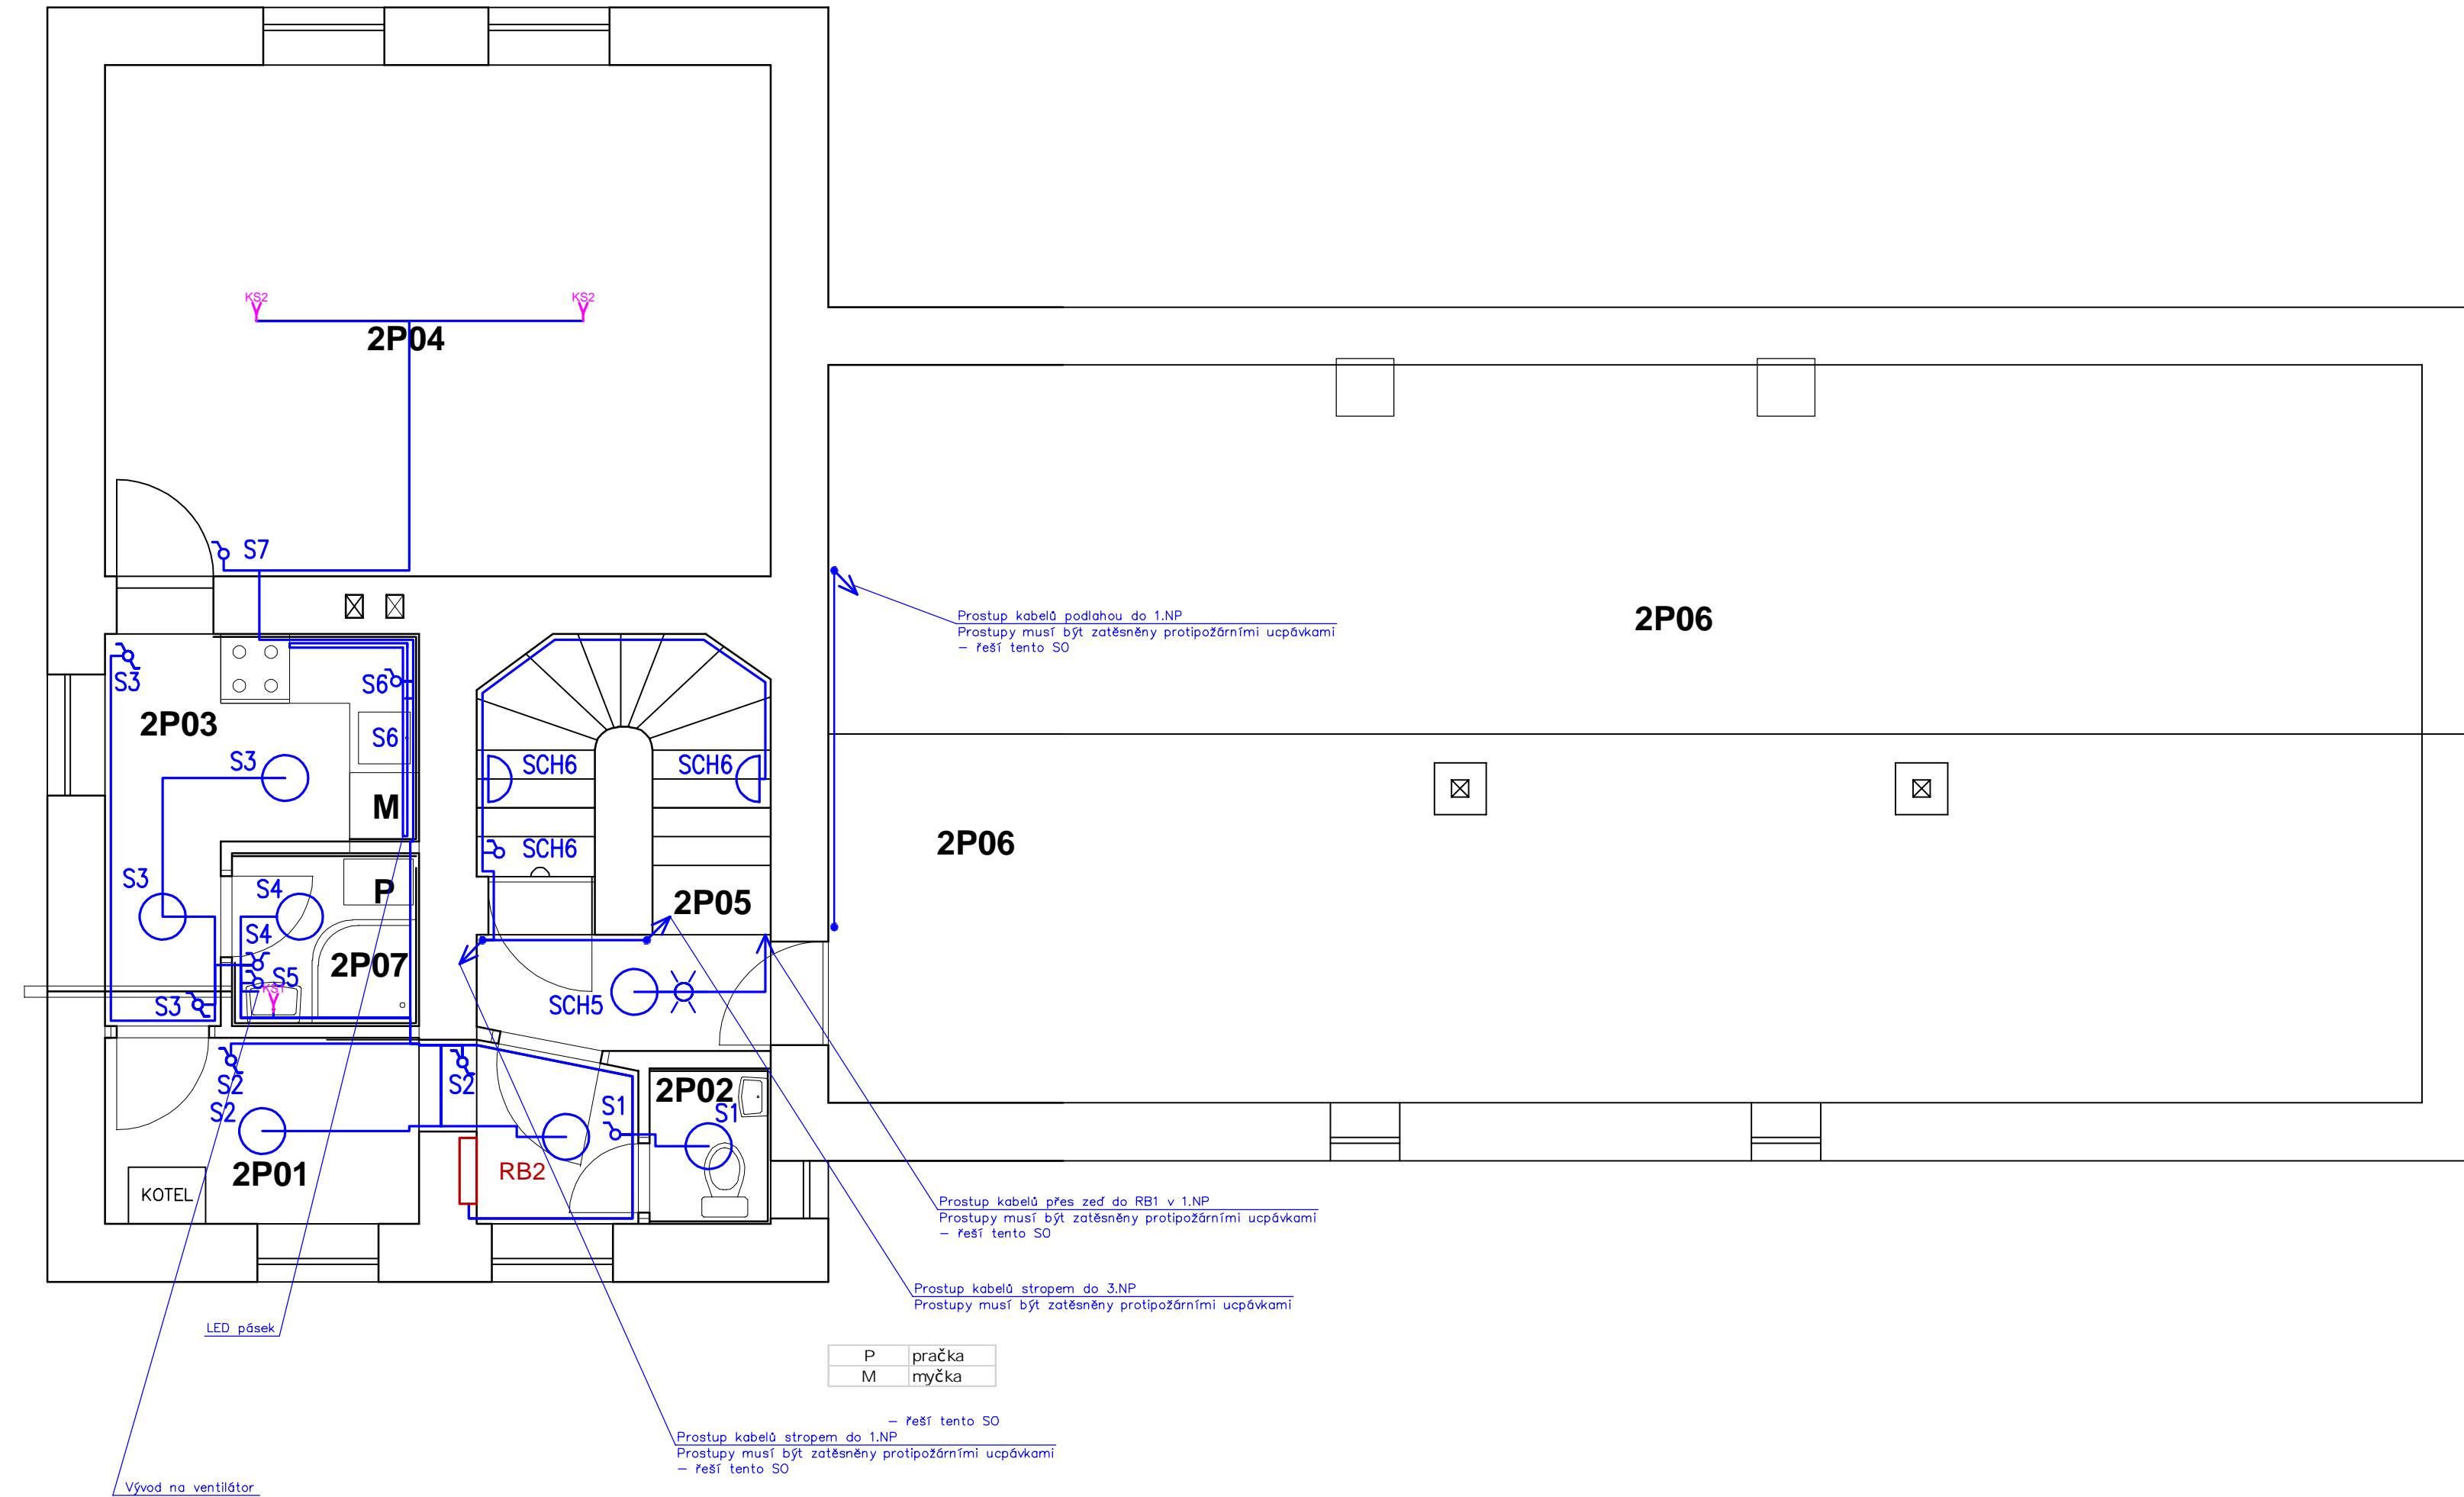 KS2
KS2
2P04
S7
Prostup kabelů podlahou do 1.NP
Prostupy musí být zatěsněny protipožárními ucpávkami
– řeší tento SO
2P06
S3
S6
2P03
S6
S3
SCH6
SCH6
M
SCH6
2P06
S3
S4
P
2P05
S4
2P07
S5
KS1
S3
SCH5
S2
S2
2P02
S2
S1
S1
2P01
RB2
KOTEL
Prostup kabelů přes zeď do RB1 v 1.NP
Prostupy musí být zatěsněny protipožárními ucpávkami
– řeší tento SO
Prostup kabelů stropem do 3.NP
Prostupy musí být zatěsněny protipožárními ucpávkami
LED pásek
P pračka
M myčka
– řeší tento SO
Prostup kabelů stropem do 1.NP
Prostupy musí být zatěsněny protipožárními ucpávkami
– řeší tento SO
Vývod na ventilátor